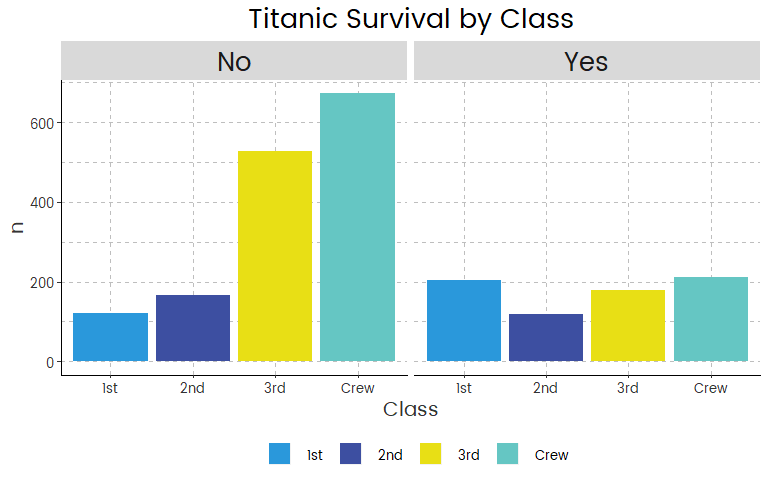 Titanic Survival by Class
No Yes
600
400
200
0
n
1st 2nd 3rd Crew 1st 2nd 3rd Crew
Class
1st 2nd 3rd Crew